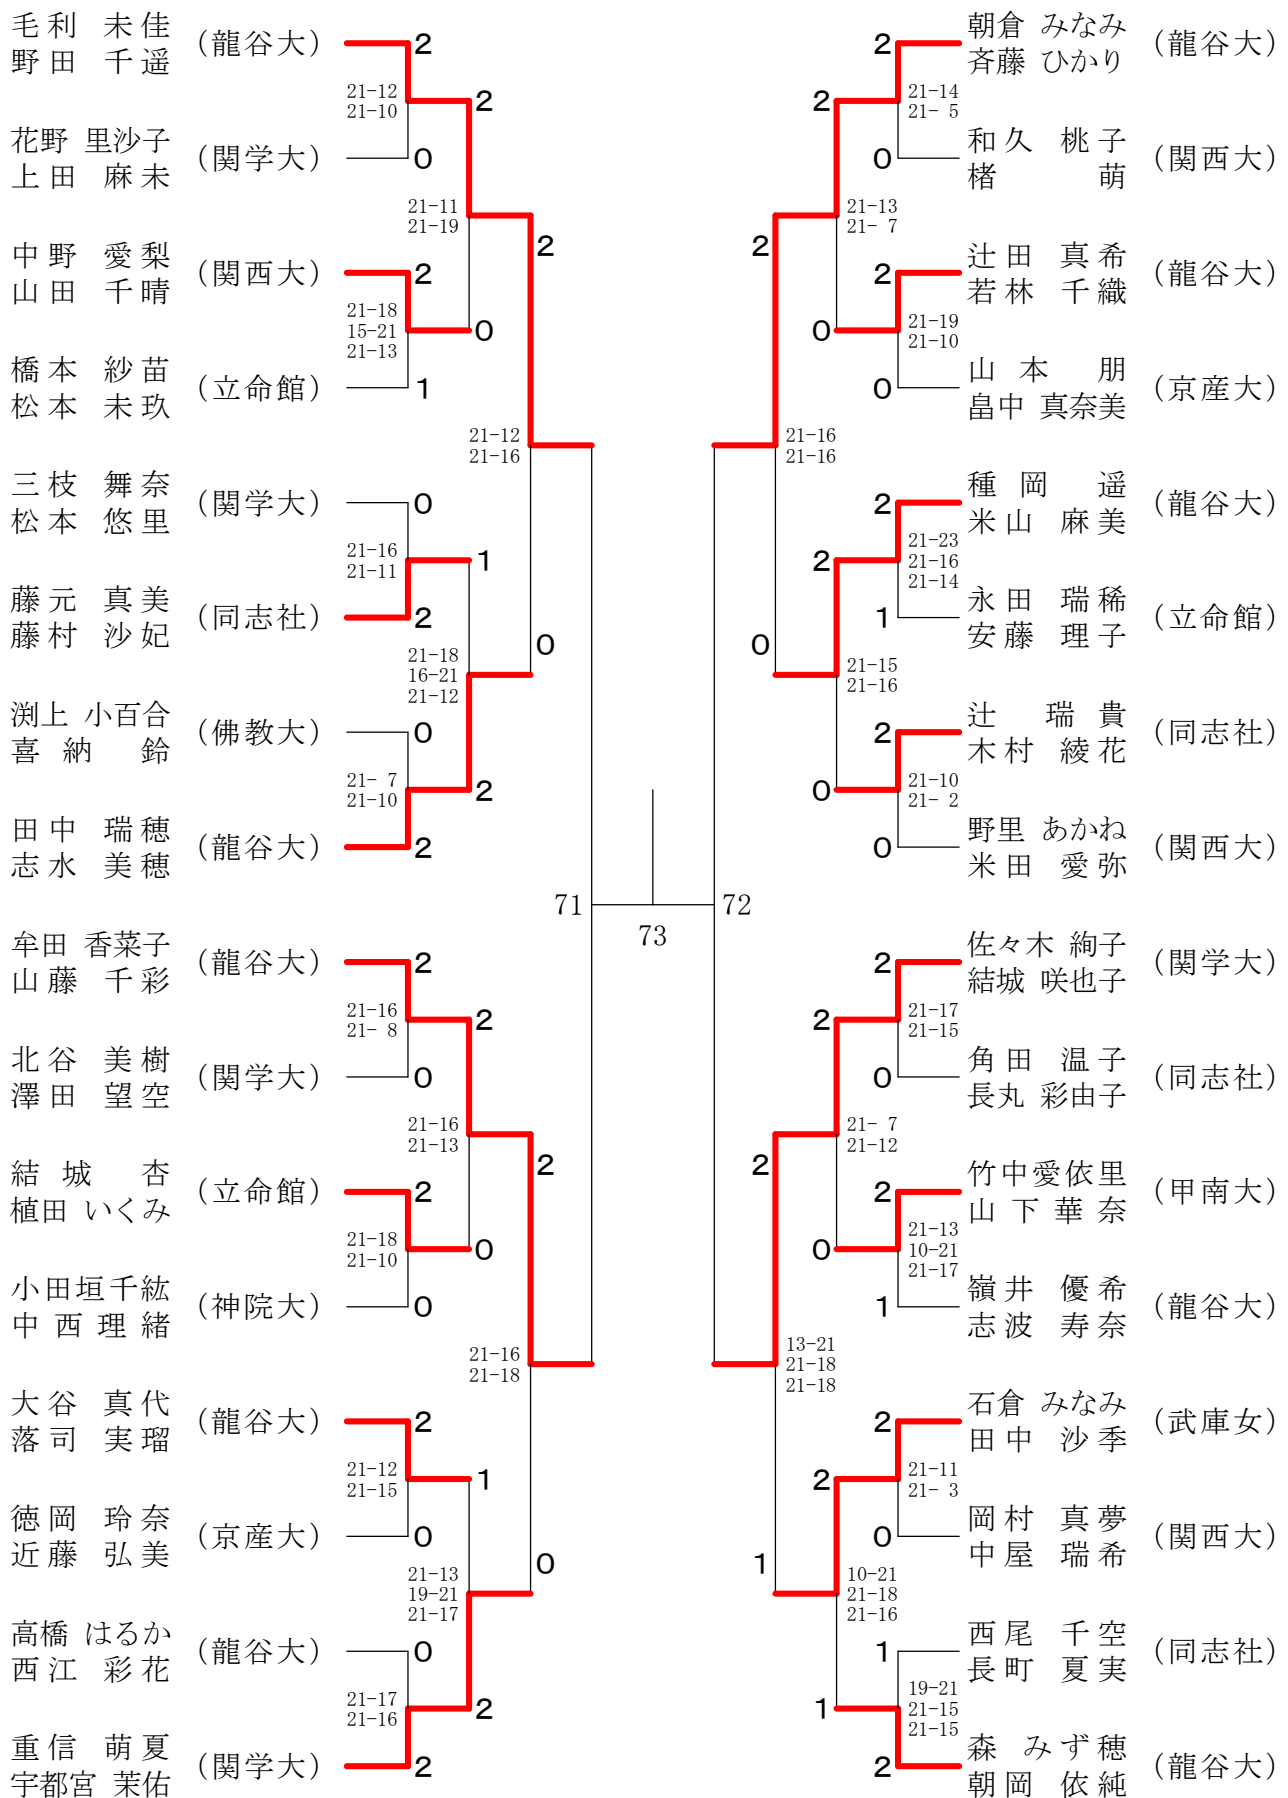 毛利 未佳
野田 千遥
(龍谷大)
2
21-12
21-10
2
花野 里沙子
上田 麻未
(関学大)
0
21-11
21-19
2
中野 愛梨
山田 千晴
(関西大)
2
21-18
15-21
21-13
0
橋本 紗苗
松本 未玖
(立命館)
1
21-12
21-16
三枝 舞奈
松本 悠里
(関学大)
0
21-16
21-11
1
藤元 真美
藤村 沙妃
(同志社)
2
21-18
16-21
21-12
0
渕上 小百合
喜納 鈴
(佛教大)
0
21- 7
21-10
2
田中 瑞穂
志水 美穂
(龍谷大)
2
71
牟田 香菜子
山藤 千彩
(龍谷大)
2
21-16
21- 8
2
北谷 美樹
澤田 望空
(関学大)
0
21-16
21-13
2
結城 杏
植田 いくみ
(立命館)
2
21-18
21-10
0
小田垣千紘
中西理緒
(神院大)
0
21-16
21-18
大谷 真代
落司 実瑠
(龍谷大)
2
21-12
21-15
1
徳岡 玲奈
近藤 弘美
(京産大)
0
21-13
19-21
21-17
0
高橋 はるか
西江 彩花
(龍谷大)
0
21-17
21-16
2
重信 萌夏
宇都宮 茉佑
(関学大)
2
73
朝倉 みなみ
斉藤 ひかり
(龍谷大)
2
21-14
21- 5
2
和久 桃子
楮 萌
(関西大)
0
21-13
21- 7
2
辻田 真希
若林 千織
(龍谷大)
2
21-19
21-10
0
山本 朋
畠中 真奈美
(京産大)
0
21-16
21-16
種岡 遥
米山 麻美
(龍谷大)
2
21-23
21-16
21-14
2
永田 瑞稀
安藤 理子
(立命館)
1
21-15
21-16
0
辻 瑞貴
木村 綾花
(同志社)
2
21-10
21- 2
0
野里 あかね
米田 愛弥
(関西大)
0
72
佐々木 絢子
結城 咲也子
(関学大)
2
21-17
21-15
2
角田 温子
長丸 彩由子
(同志社)
0
21- 7
21-12
2
竹中愛依里
山下華奈
(甲南大)
2
21-13
10-21
21-17
0
嶺井 優希
志波 寿奈
(龍谷大)
1
13-21
21-18
21-18
石倉 みなみ
田中 沙季
(武庫女)
2
21-11
21- 3
2
岡村 真夢
中屋 瑞希
(関西大)
0
10-21
21-18
21-16
1
西尾 千空
長町 夏実
(同志社)
1
19-21
21-15
21-15
1
森 みず穂
朝岡 依純
(龍谷大)
2